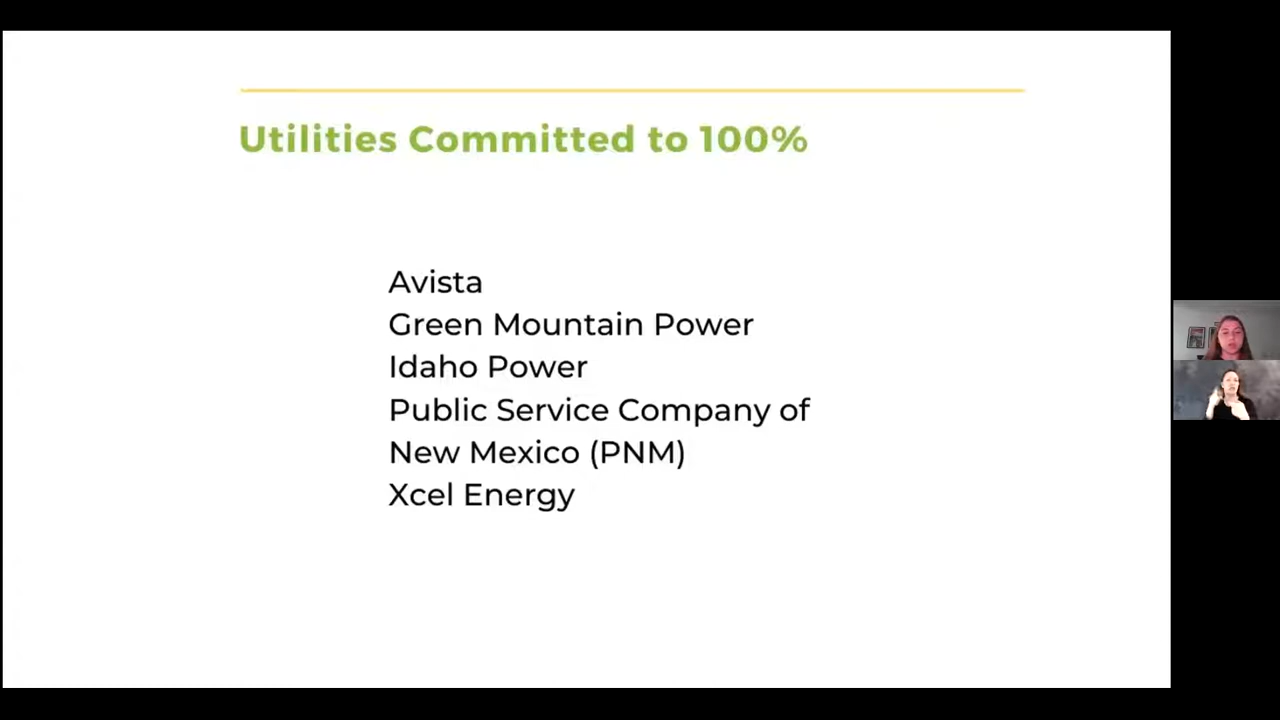 Utilities Committed to 100%
Avista
Green Mountain Power
Idaho Power
Public Service Company of
New Mexico (PNM)
Xcel Energy